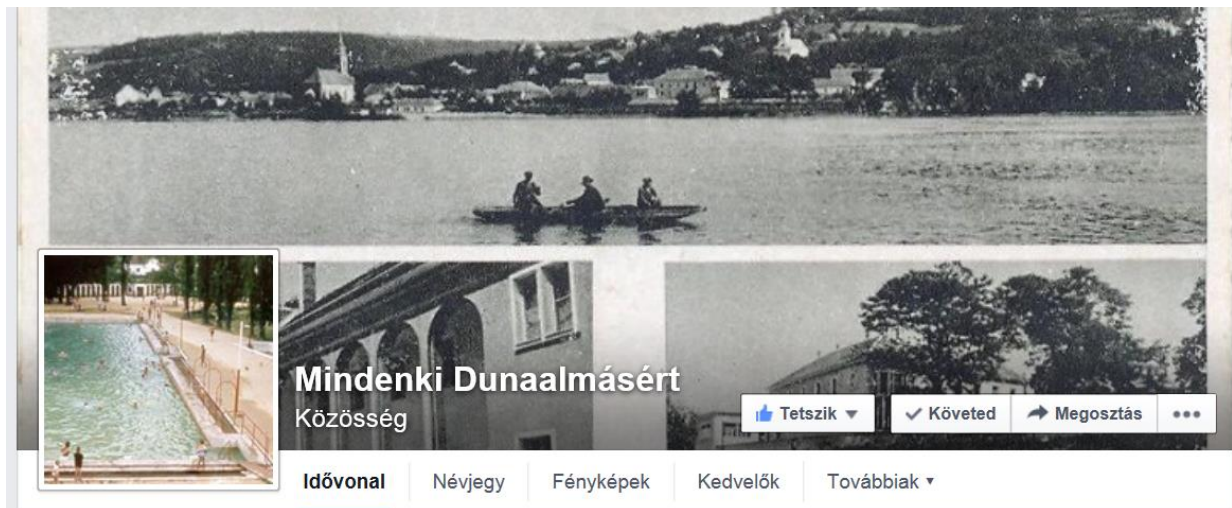 Mindenki Dunaalmásért
Közösség
Tetszik
Követed
Megosztás
Idővonal
Névjegy
Fényképek
Kedvelők
Továbbiak